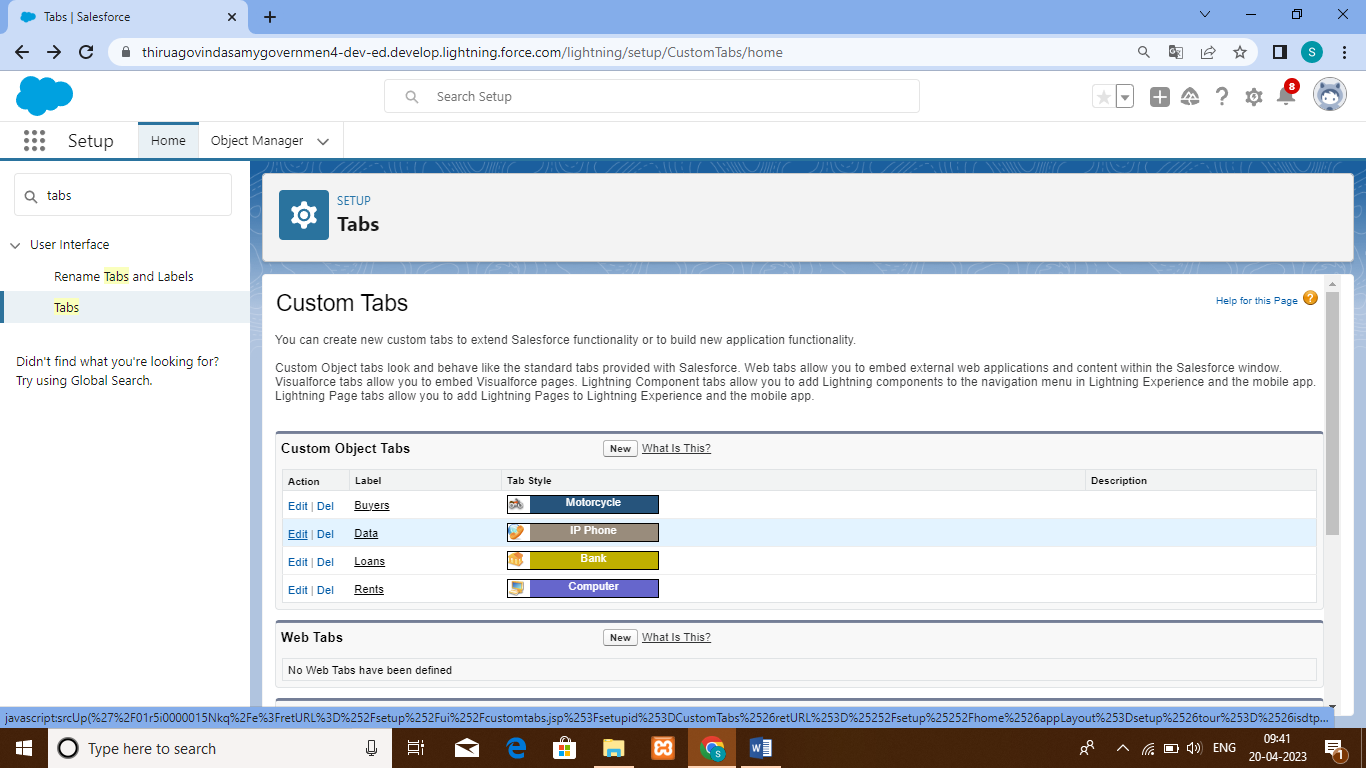 Tabs | Salesforce
thiruagovindasamygovernmen4-dev-ed.develop.lightning.force.com/lightning/setup/CustomTabs/home
S
Search Setup
8
Setup
Home
Object Manager
tabs
User Interface
Rename Tabs and Labels
Tabs
Didn't find what you're looking for?
Try using Global Search.
SETUP
Tabs
Custom Tabs
Help for this Page ?
You can create new custom tabs to extend Salesforce functionality or to build new application functionality.
Custom Object tabs look and behave like the standard tabs provided with Salesforce. Web tabs allow you to embed external web applications and content within the Salesforce window.
Visualforce tabs allow you to embed Visualforce pages. Lightning Component tabs allow you to add Lightning components to the navigation menu in Lightning Experience and the mobile app.
Lightning Page tabs allow you to add Lightning Pages to Lightning Experience and the mobile app.
Custom Object Tabs New What Is This?
Action Label Tab Style Description
Edit | Del Buyers Motorcycle
Edit | Del Data IP Phone
Edit | Del Loans Bank
Edit | Del Rents Computer
Web Tabs New What Is This?
No Web Tabs have been defined
javascript:srcUp(%27%2F01r5i0000015Nkq%2Fe%3FretURL%3D%252Fsetup%252Fui%252Fcustomtabs.jsp%253Fsetupid%253DCustomTabs%2526retURL%253D%25252Fsetup%25252Fhome%2526appLayout%253Dsetup%2526tour%253D%2526isdtp...
Type here to search
ENG
09:41
20-04-2023
1